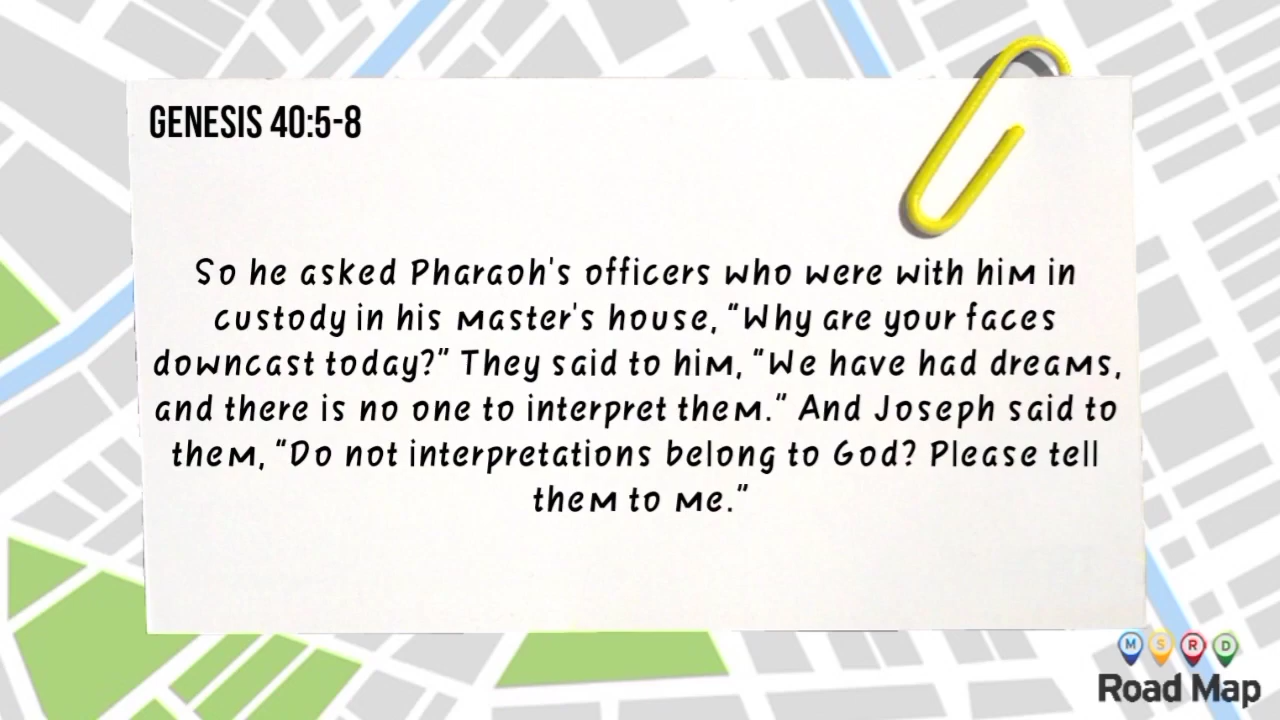 GENESIS 40:5-8
So he asked Pharaoh's officers who were with him in
custody in his master's house, “Why are your faces
downcast today?” They said to him, “We have had dreams,
and there is no one to interpret them.” And Joseph said to
them, “Do not interpretations belong to God? Please tell
them to me.”
M S R D
Road Map